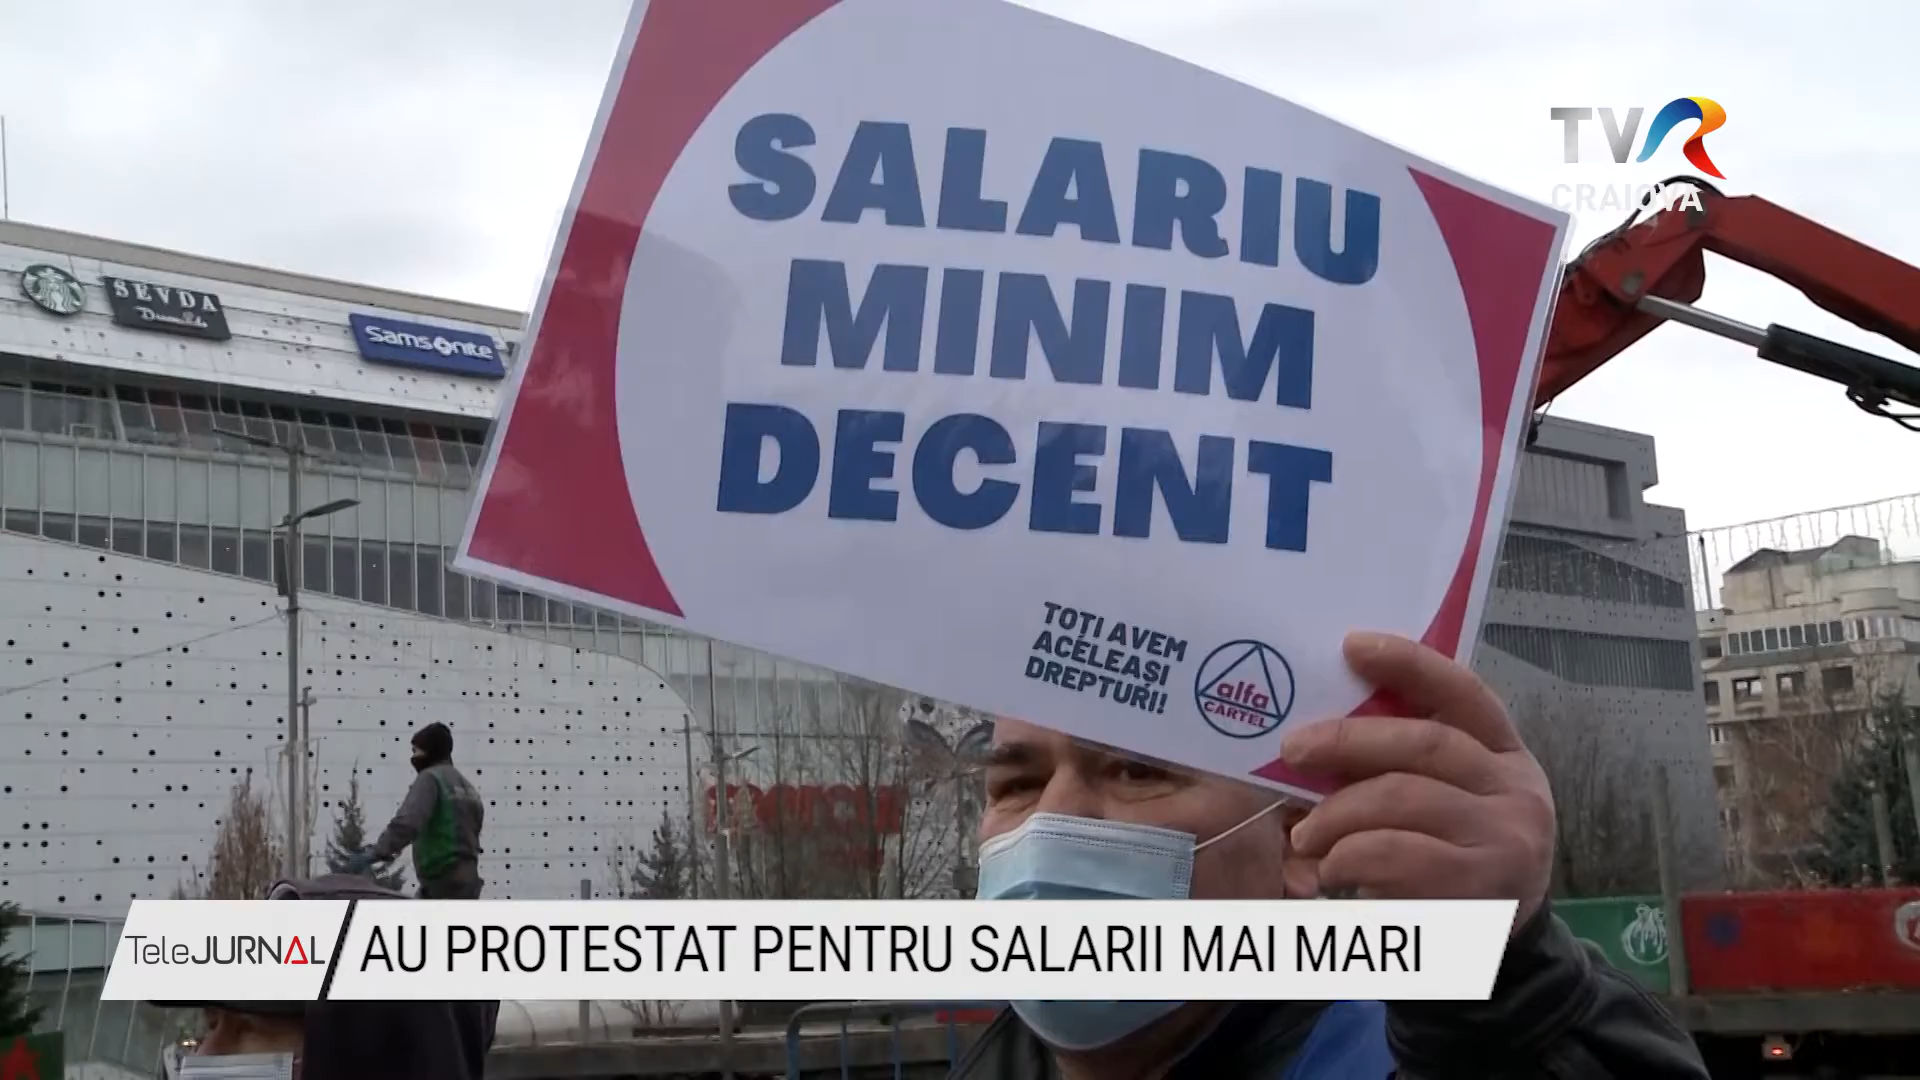 TVR
CRAIOVA
SALARIU
MINIM
DECENT
TOȚI AVEM
ACELEAȘI
DREPTURI!
alfa
CARTEL
SEVDA
Samsonite
mercur
TeleJURNAL
AU PROTESTAT PENTRU SALARII MAI MARI